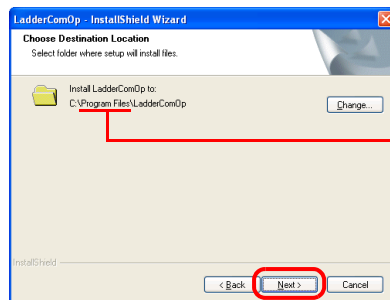 LadderComOp - InstallShield Wizard
Choose Destination Location
Select folder where setup will install files.
Install LadderComOp to:
C:\Program Files\LadderComOp
Change...
InstallShield
< Back
Next >
Cancel